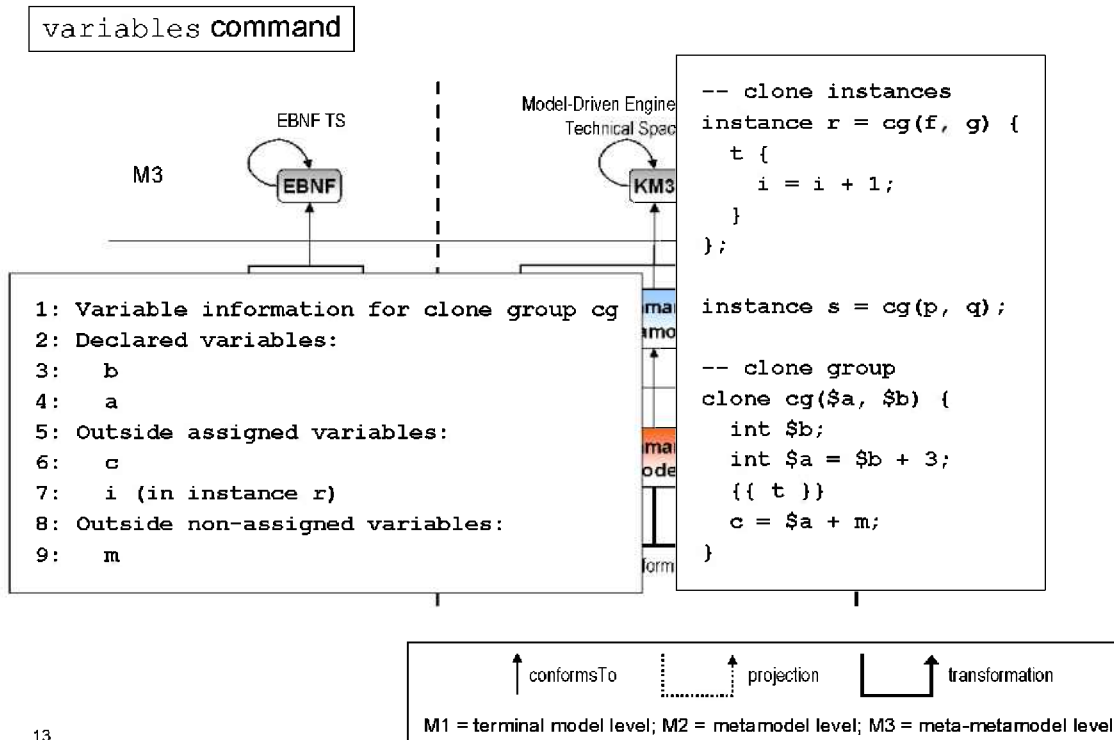 variables command
EBNF TS
Model-Driven Engine
Technical Spac
M3
EBNF
KM3
1: Variable information for clone group cg
2: Declared variables:
3:   b
4:   a
5: Outside assigned variables:
6:   c
7:   i (in instance r)
8: Outside non-assigned variables:
9:   m
-- clone instances
instance r = cg(f, g) {
  t {
    i = i + 1;
  }
};
instance s = cg(p, q);
-- clone group
clone cg($a, $b) {
  int $b;
  int $a = $b + 3;
  {{ t }}
  c = $a + m;
}
conformsTo
projection
transformation
M1 = terminal model level; M2 = metamodel level; M3 = meta-metamodel level
13